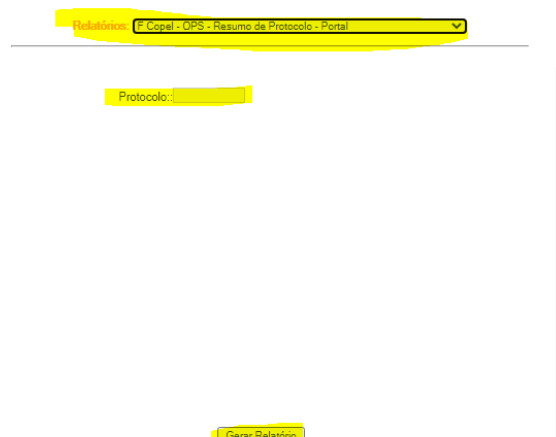 Relatórios: F Copel - OPS - Resumo de Protocolo - Portal
Protocolo::
Gerar Relatório